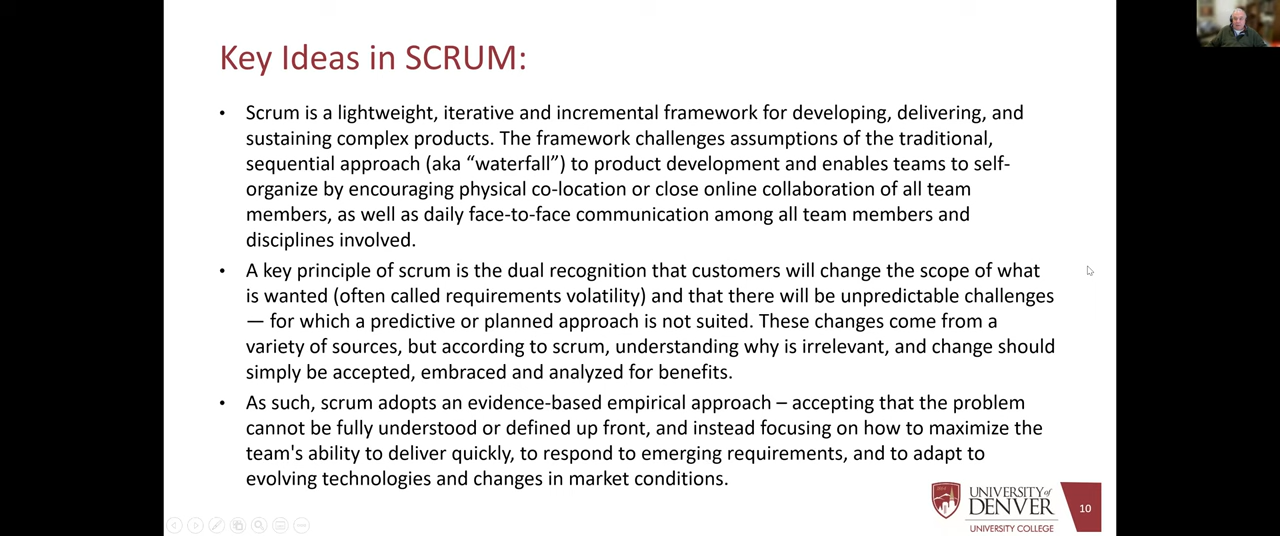 Key Ideas in SCRUM:
• Scrum is a lightweight, iterative and incremental framework for developing, delivering, and
sustaining complex products. The framework challenges assumptions of the traditional,
sequential approach (aka “waterfall”) to product development and enables teams to self-
organize by encouraging physical co-location or close online collaboration of all team
members, as well as daily face-to-face communication among all team members and
disciplines involved.
• A key principle of scrum is the dual recognition that customers will change the scope of what
is wanted (often called requirements volatility) and that there will be unpredictable challenges
— for which a predictive or planned approach is not suited. These changes come from a
variety of sources, but according to scrum, understanding why is irrelevant, and change should
simply be accepted, embraced and analyzed for benefits.
• As such, scrum adopts an evidence-based empirical approach – accepting that the problem
cannot be fully understood or defined up front, and instead focusing on how to maximize the
team's ability to deliver quickly, to respond to emerging requirements, and to adapt to
evolving technologies and changes in market conditions.
UNIVERSITY of
DENVER
UNIVERSITY COLLEGE
10